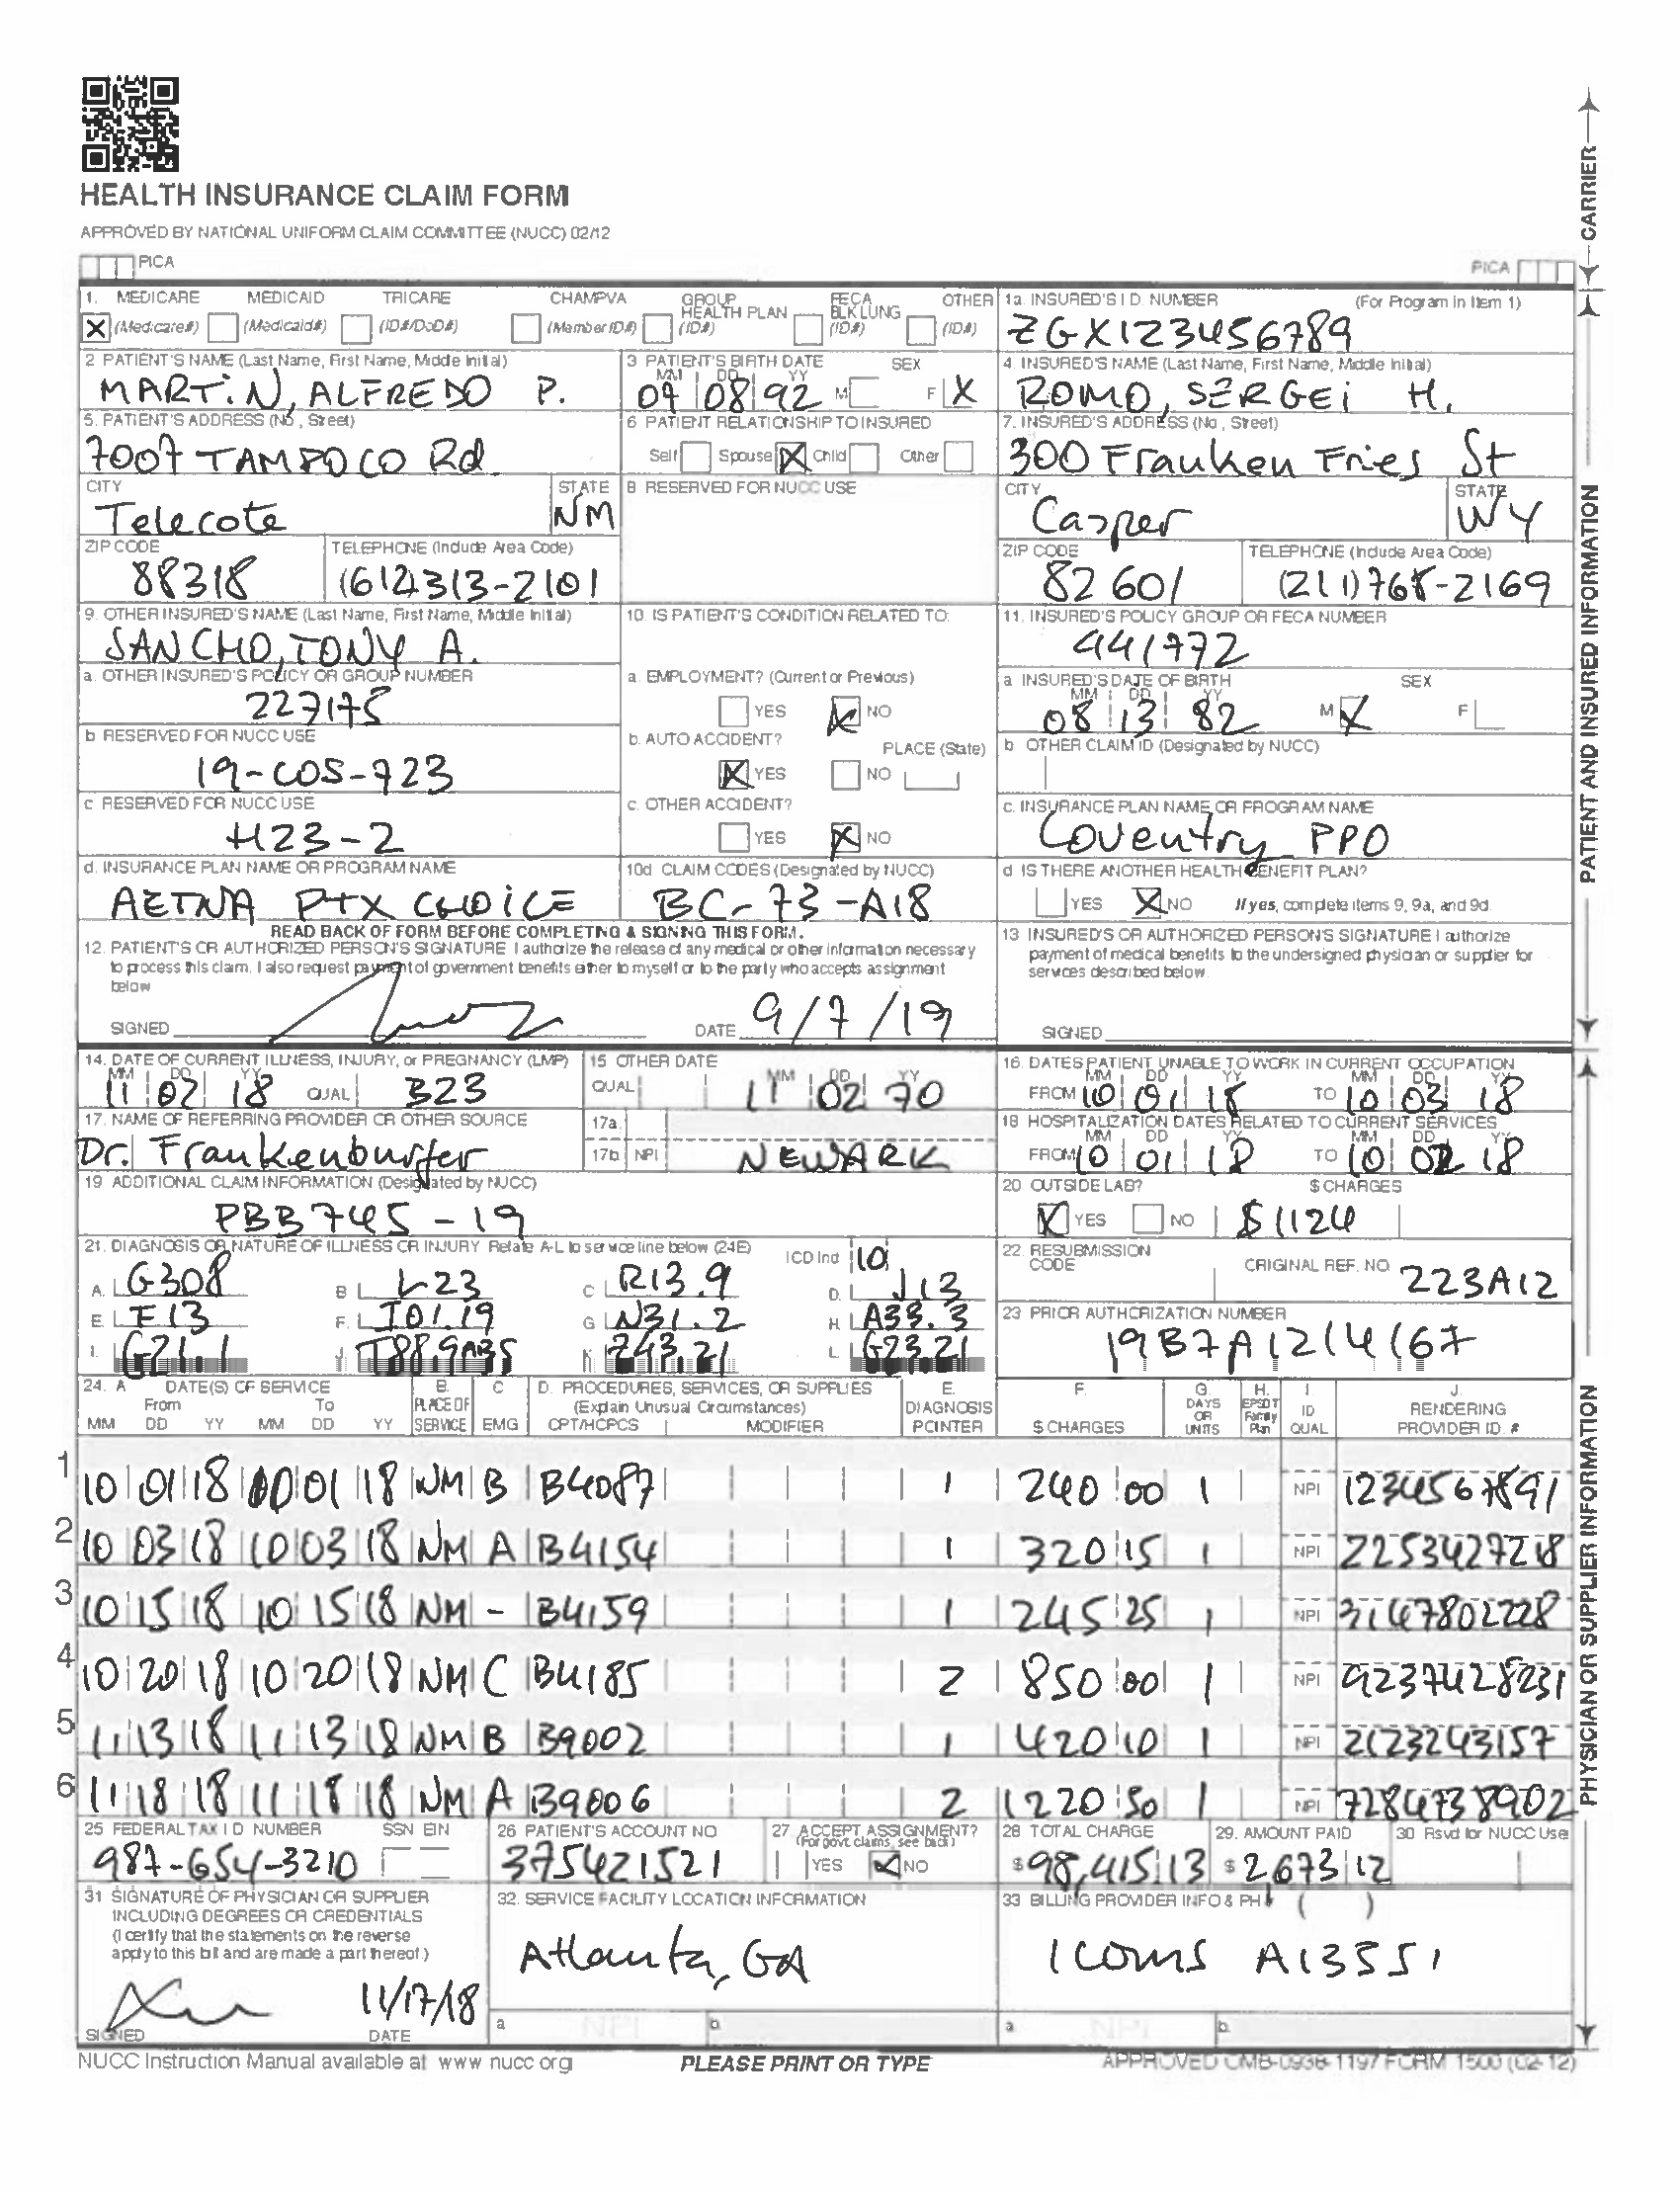 HEALTH INSURANCE CLAIM FORM
APPROVED BY NATIONAL UNIFORM CLAIM COMMITTEE (NUCC) 02/12
PICA
PICA
CARRIER
1. MEDICARE MEDICAID TRICARE CHAMPVA GROUP HEALTH PLAN FECA BLK LUNG OTHER
X (Medicare#) (Medicaid#) (ID#/DoD#) (Member ID#) (ID#) (ID#) (ID#)
1a. INSURED'S I.D. NUMBER (For Program in Item 1)
ZGX123456789
2 PATIENT'S NAME (Last Name, First Name, Middle Initial)
MARTIN, ALFREDO P.
3 PATIENT'S BIRTH DATE SEX
MM DD YY
07 08 92 M F X
4. INSURED'S NAME (Last Name, First Name, Middle Initial)
ROMO, SERGEI H.
5. PATIENT'S ADDRESS (No, Street)
7007 TAMPOCO Rd
6 PATIENT RELATIONSHIP TO INSURED
Self Spouse X Child Other
7. INSURED'S ADDRESS (No, Street)
300 Franken Fries St
CITY STATE
Telecote NM
8 RESERVED FOR NUCC USE
CITY STATE
Casper WY
ZIP CODE TELEPHONE (Include Area Code)
88318 (612)313-2101
ZIP CODE TELEPHONE (Include Area Code)
82601 (211)768-2169
9. OTHER INSURED'S NAME (Last Name, First Name, Middle Initial)
SANCHO, TONY A.
10. IS PATIENT'S CONDITION RELATED TO:
11. INSURED'S POLICY GROUP OR FECA NUMBER
441772
a. OTHER INSURED'S POLICY OR GROUP NUMBER
227175
a. EMPLOYMENT? (Current or Previous)
YES X NO
a INSURED'S DATE OF BIRTH SEX
MM DD YY
08 13 82 M X F
b RESERVED FOR NUCC USE
19-COS-723
b. AUTO ACCIDENT? PLACE (State)
X YES NO
b OTHER CLAIM ID (Designated by NUCC)
c RESERVED FOR NUCC USE
H23-2
c. OTHER ACCIDENT?
YES X NO
c. INSURANCE PLAN NAME OR PROGRAM NAME
Coventry PPO
d. INSURANCE PLAN NAME OR PROGRAM NAME
AETNA PTX CHOICE
10d CLAIM CODES (Designated by NUCC)
BC-73-A18
d IS THERE ANOTHER HEALTH BENEFIT PLAN?
YES X NO If yes, complete items 9, 9a, and 9d.
READ BACK OF FORM BEFORE COMPLETING & SIGNING THIS FORM.
12. PATIENT'S OR AUTHORIZED PERSON'S SIGNATURE I authorize the release of any medical or other information necessary
to process this claim. I also request payment of government benefits either to myself or to the party who accepts assignment
below
SIGNED DATE 9/7/19
13 INSURED'S OR AUTHORIZED PERSON'S SIGNATURE I authorize
payment of medical benefits to the undersigned physician or supplier for
services described below.
SIGNED
PATIENT AND INSURED INFORMATION
14. DATE OF CURRENT ILLNESS, INJURY, or PREGNANCY (LMP)
MM DD YY
11 02 18 QUAL B23
15 OTHER DATE
QUAL MM DD YY
11 02 70
16. DATES PATIENT UNABLE TO WORK IN CURRENT OCCUPATION
MM DD YY MM DD YY
FROM 10 01 18 TO 10 03 18
17. NAME OF REFERRING PROVIDER OR OTHER SOURCE
Dr. Frankenburger
17a.
17b NPI NEWARK
18 HOSPITALIZATION DATES RELATED TO CURRENT SERVICES
MM DD YY MM DD YY
FROM 10 01 18 TO 10 02 18
19 ADDITIONAL CLAIM INFORMATION (Designated by NUCC)
PBB745-19
20 OUTSIDE LAB? $ CHARGES
X YES NO $1124
21. DIAGNOSIS OR NATURE OF ILLNESS OR INJURY Relate A-L to service line below (24E) ICD Ind 10
A. G308 B L23 C R13.9 D. J13
E. F13 F. J01.19 G N31.2 H. A33.3
I. G21.1 J. T88.9AB5 K. Z43.21 L. G23.21
22. RESUBMISSION CODE ORIGINAL REF. NO.
223A12
23 PRIOR AUTHORIZATION NUMBER
19B7A1214167
24. A DATE(S) OF SERVICE B. PLACE OF SERVICE C EMG D. PROCEDURES, SERVICES, OR SUPPLIES E. DIAGNOSIS POINTER F. $ CHARGES G. DAYS OR UNITS H. EPSDT Family Plan I ID QUAL J. RENDERING PROVIDER ID. #
From To (Explain Unusual Circumstances)
MM DD YY MM DD YY CPT/HCPCS MODIFIER
1 10 01 18 10 01 18 NM B B4087 1 240 00 1 NPI 1234567891
2 10 03 18 10 03 18 NM A B4154 1 320 15 1 NPI 2253427218
3 10 15 18 10 15 18 NM - B4159 1 245 25 1 NPI 3147802228
4 10 20 18 10 20 18 NM C B4185 2 850 00 1 NPI 9237428231
5 11 13 18 11 13 18 NM B B9002 1 420 10 1 NPI 2123243157
6 11 18 18 11 18 18 NM A B9006 2 1220 50 1 NPI 7284738902
25 FEDERAL TAX I.D. NUMBER SSN EIN
987-654-3210
26 PATIENT'S ACCOUNT NO
375421521
27 ACCEPT ASSIGNMENT?
(For govt. claims, see back)
YES X NO
28 TOTAL CHARGE
$ 98,415 13
29. AMOUNT PAID
$ 2,673 12
30 Rsvd for NUCC Use
31 SIGNATURE OF PHYSICIAN OR SUPPLIER
INCLUDING DEGREES OR CREDENTIALS
(I certify that the statements on the reverse
apply to this bill and are made a part thereof.)
11/17/18
SIGNED DATE
32. SERVICE FACILITY LOCATION INFORMATION
Atlanta, GA
a NPI b.
33 BILLING PROVIDER INFO & PH # ( )
1coms A13551
a NPI b.
PHYSICIAN OR SUPPLIER INFORMATION
NUCC Instruction Manual available at www nucc org
PLEASE PRINT OR TYPE
APPROVED OMB-0938-1197 FORM 1500 (02-12)